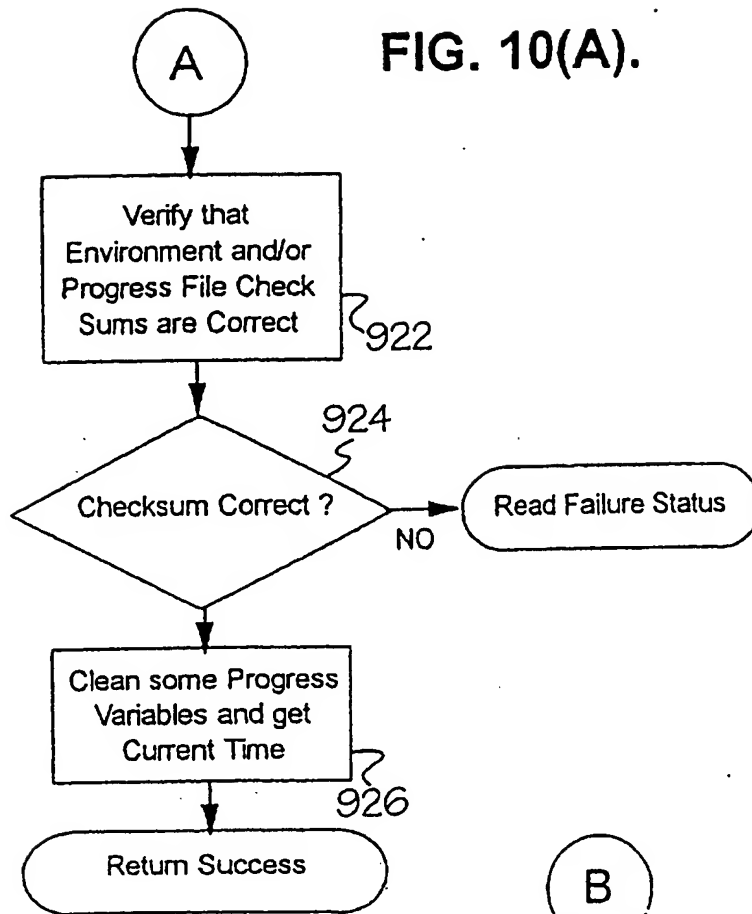 A
FIG. 10(A).
Verify that
Environment and/or
Progress File Check
Sums are Correct
922
924
Checksum Correct ?
NO
Read Failure Status
Clean some Progress
Variables and get
Current Time
926
Return Success
B